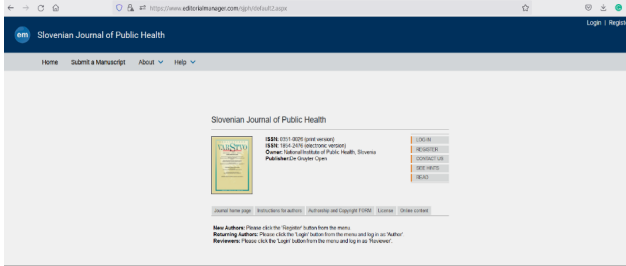 https://www.editorialmanager.com/sjph/default2.aspx
Login | Registe
em Slovenian Journal of Public Health
Home Submit a Manuscript About Help
Slovenian Journal of Public Health
VARSTVO
ISSN: 0351-0026 (print version)
ISSN: 1854-2476 (electronic version)
Owner: National Institute of Public Health, Slovenia
Publisher:De Gruyter Open
LOG IN
REGISTER
CONTACT US
SEE HINTS
READ
Journal home page Instructions for authors Authorship and Copyright FORM License Online content
New Authors: Please click the 'Register' button from the menu.
Returning Authors: Please click the 'Login' button from the menu and log in as 'Author'.
Reviewers: Please click the 'Login' button from the menu and log in as 'Reviewer'.